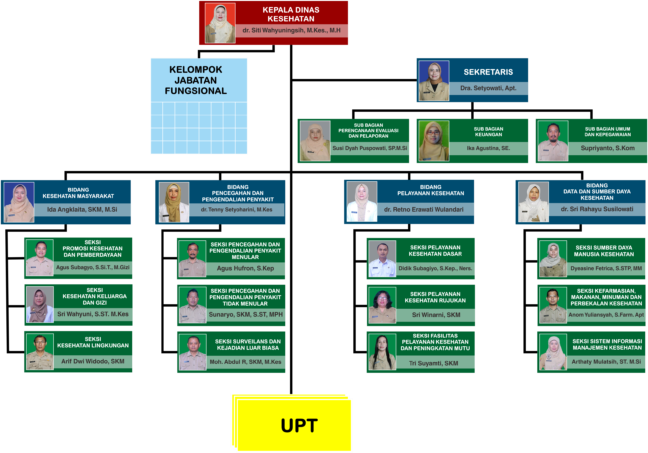 KEPALA DINAS
KESEHATAN
dr. Siti Wahyuningsih, M.Kes., M.H
KELOMPOK
JABATAN
FUNGSIONAL
SEKRETARIS
Dra. Setyowati, Apt.
SUB BAGIAN
PERENCANAAN EVALUASI
DAN PELAPORAN
Susi Dyah Puspowati, SP.M,Si
SUB BAGIAN
KEUANGAN
Ika Agustina, SE.
SUB BAGIAN UMUM
DAN KEPEGAWAIAN
Supriyanto, S.Kom
BIDANG
KESEHATAN MASYARAKAT
Ida Angklaita, SKM, M.Si
BIDANG
PENCEGAHAN DAN
PENGENDALIAN PENYAKIT
dr. Tenny Setyoharini, M.Kes
BIDANG
PELAYANAN KESEHATAN
dr. Retno Erawati Wulandari
BIDANG
DATA DAN SUMBER DAYA
KESEHATAN
dr. Sri Rahayu Susilowati
SEKSI
PROMOSI KESEHATAN
DAN PEMBERDAYAAN
Agus Subagyo, S.Si.T., M.Gizi
SEKSI
KESEHATAN KELUARGA
DAN GIZI
Sri Wahyuni, S.ST. M.Kes
SEKSI
KESEHATAN LINGKUNGAN
Arif Dwi Widodo, SKM
SEKSI PENCEGAHAN DAN
PENGENDALIAN PENYAKIT
MENULAR
Agus Hufron, S.Kep
SEKSI PENCEGAHAN DAN
PENGENDALIAN PENYAKIT
TIDAK MENULAR
Sunaryo, SKM, S.ST, MPH
SEKSI SURVEILANS DAN
KEJADIAN LUAR BIASA
Moh. Abdul R, SKM, M.Kes
SEKSI PELAYANAN
KESEHATAN DASAR
Didik Subagiyo, S.Kep., Ners.
SEKSI PELAYANAN
KESEHATAN RUJUKAN
Sri Winarni, SKM
SEKSI FASILITAS
PELAYANAN KESEHATAN
DAN PENINGKATAN MUTU
Tri Suyamti, SKM
SEKSI SUMBER DAYA
MANUSIA KESEHATAN
Dyasaina Fetrica, S.STP, MM
SEKSI KEFARMASIAN,
MAKANAN, MINUMAN DAN
PERBEKALAN KESEHATAN
Anom Yuliansyah, S.Farm. Apt
SEKSI SISTEM INFORMASI
MANAJEMEN KESEHATAN
Arthaty Mulatsih, ST. M.Si
UPT